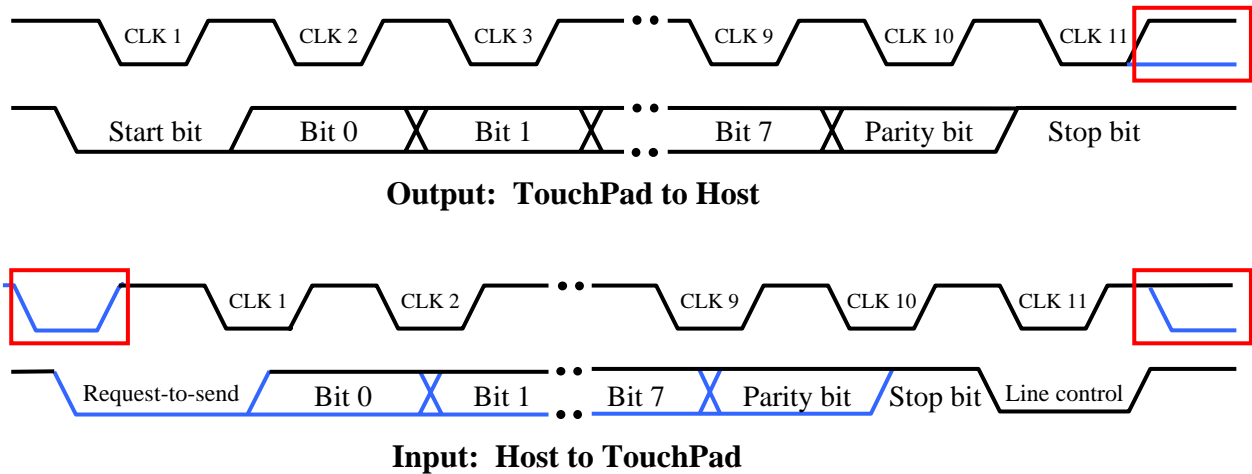 CLK 1 CLK 2 CLK 3 CLK 9 CLK 10 CLK 11
Start bit Bit 0 Bit 1 Bit 7 Parity bit Stop bit
Output: TouchPad to Host
CLK 1 CLK 2 CLK 9 CLK 10 CLK 11
Request-to-send Bit 0 Bit 1 Bit 7 Parity bit Stop bit Line control
Input: Host to TouchPad